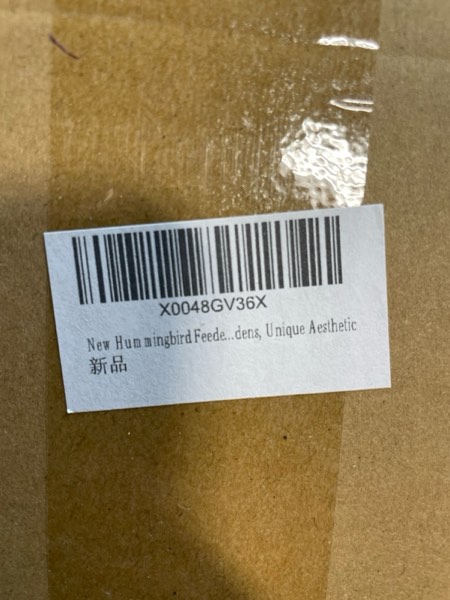 X0048GV36X
New Hummingbird Feede...dens, Unique Aesthetic
新品